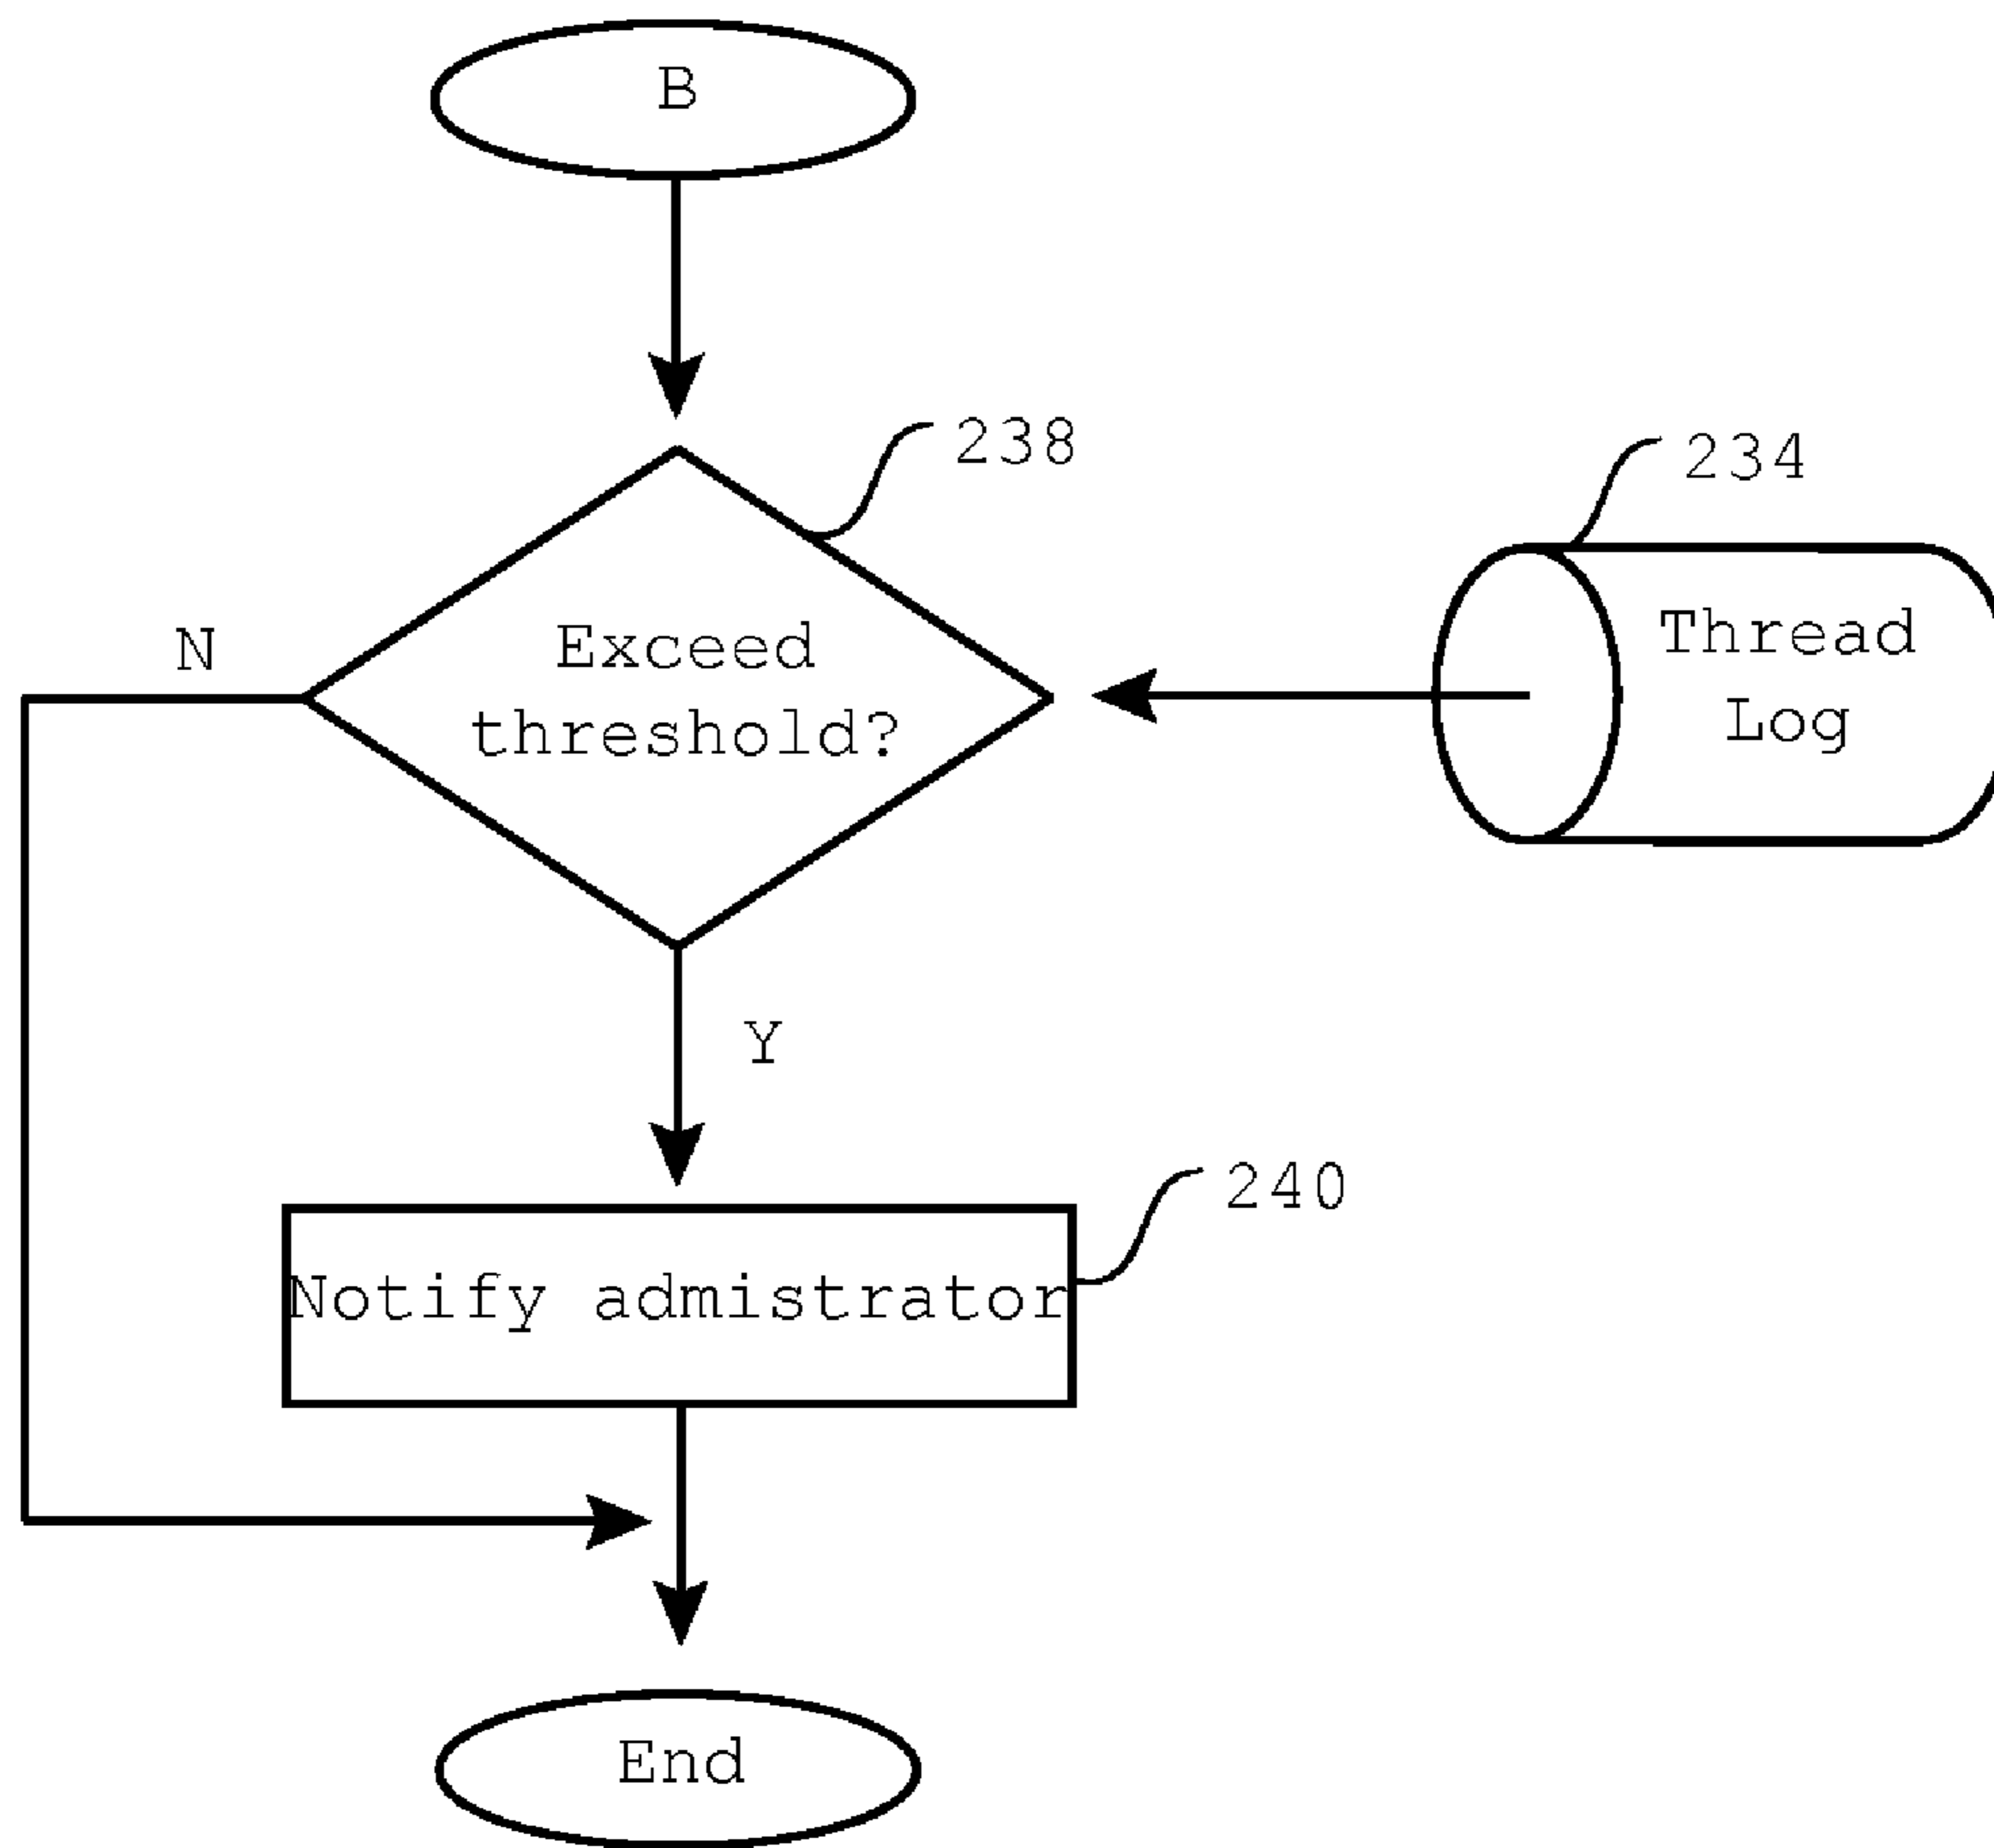 B
238
234
Exceed
threshold?
N
Thread
Log
Y
240
Notify admistrator
End